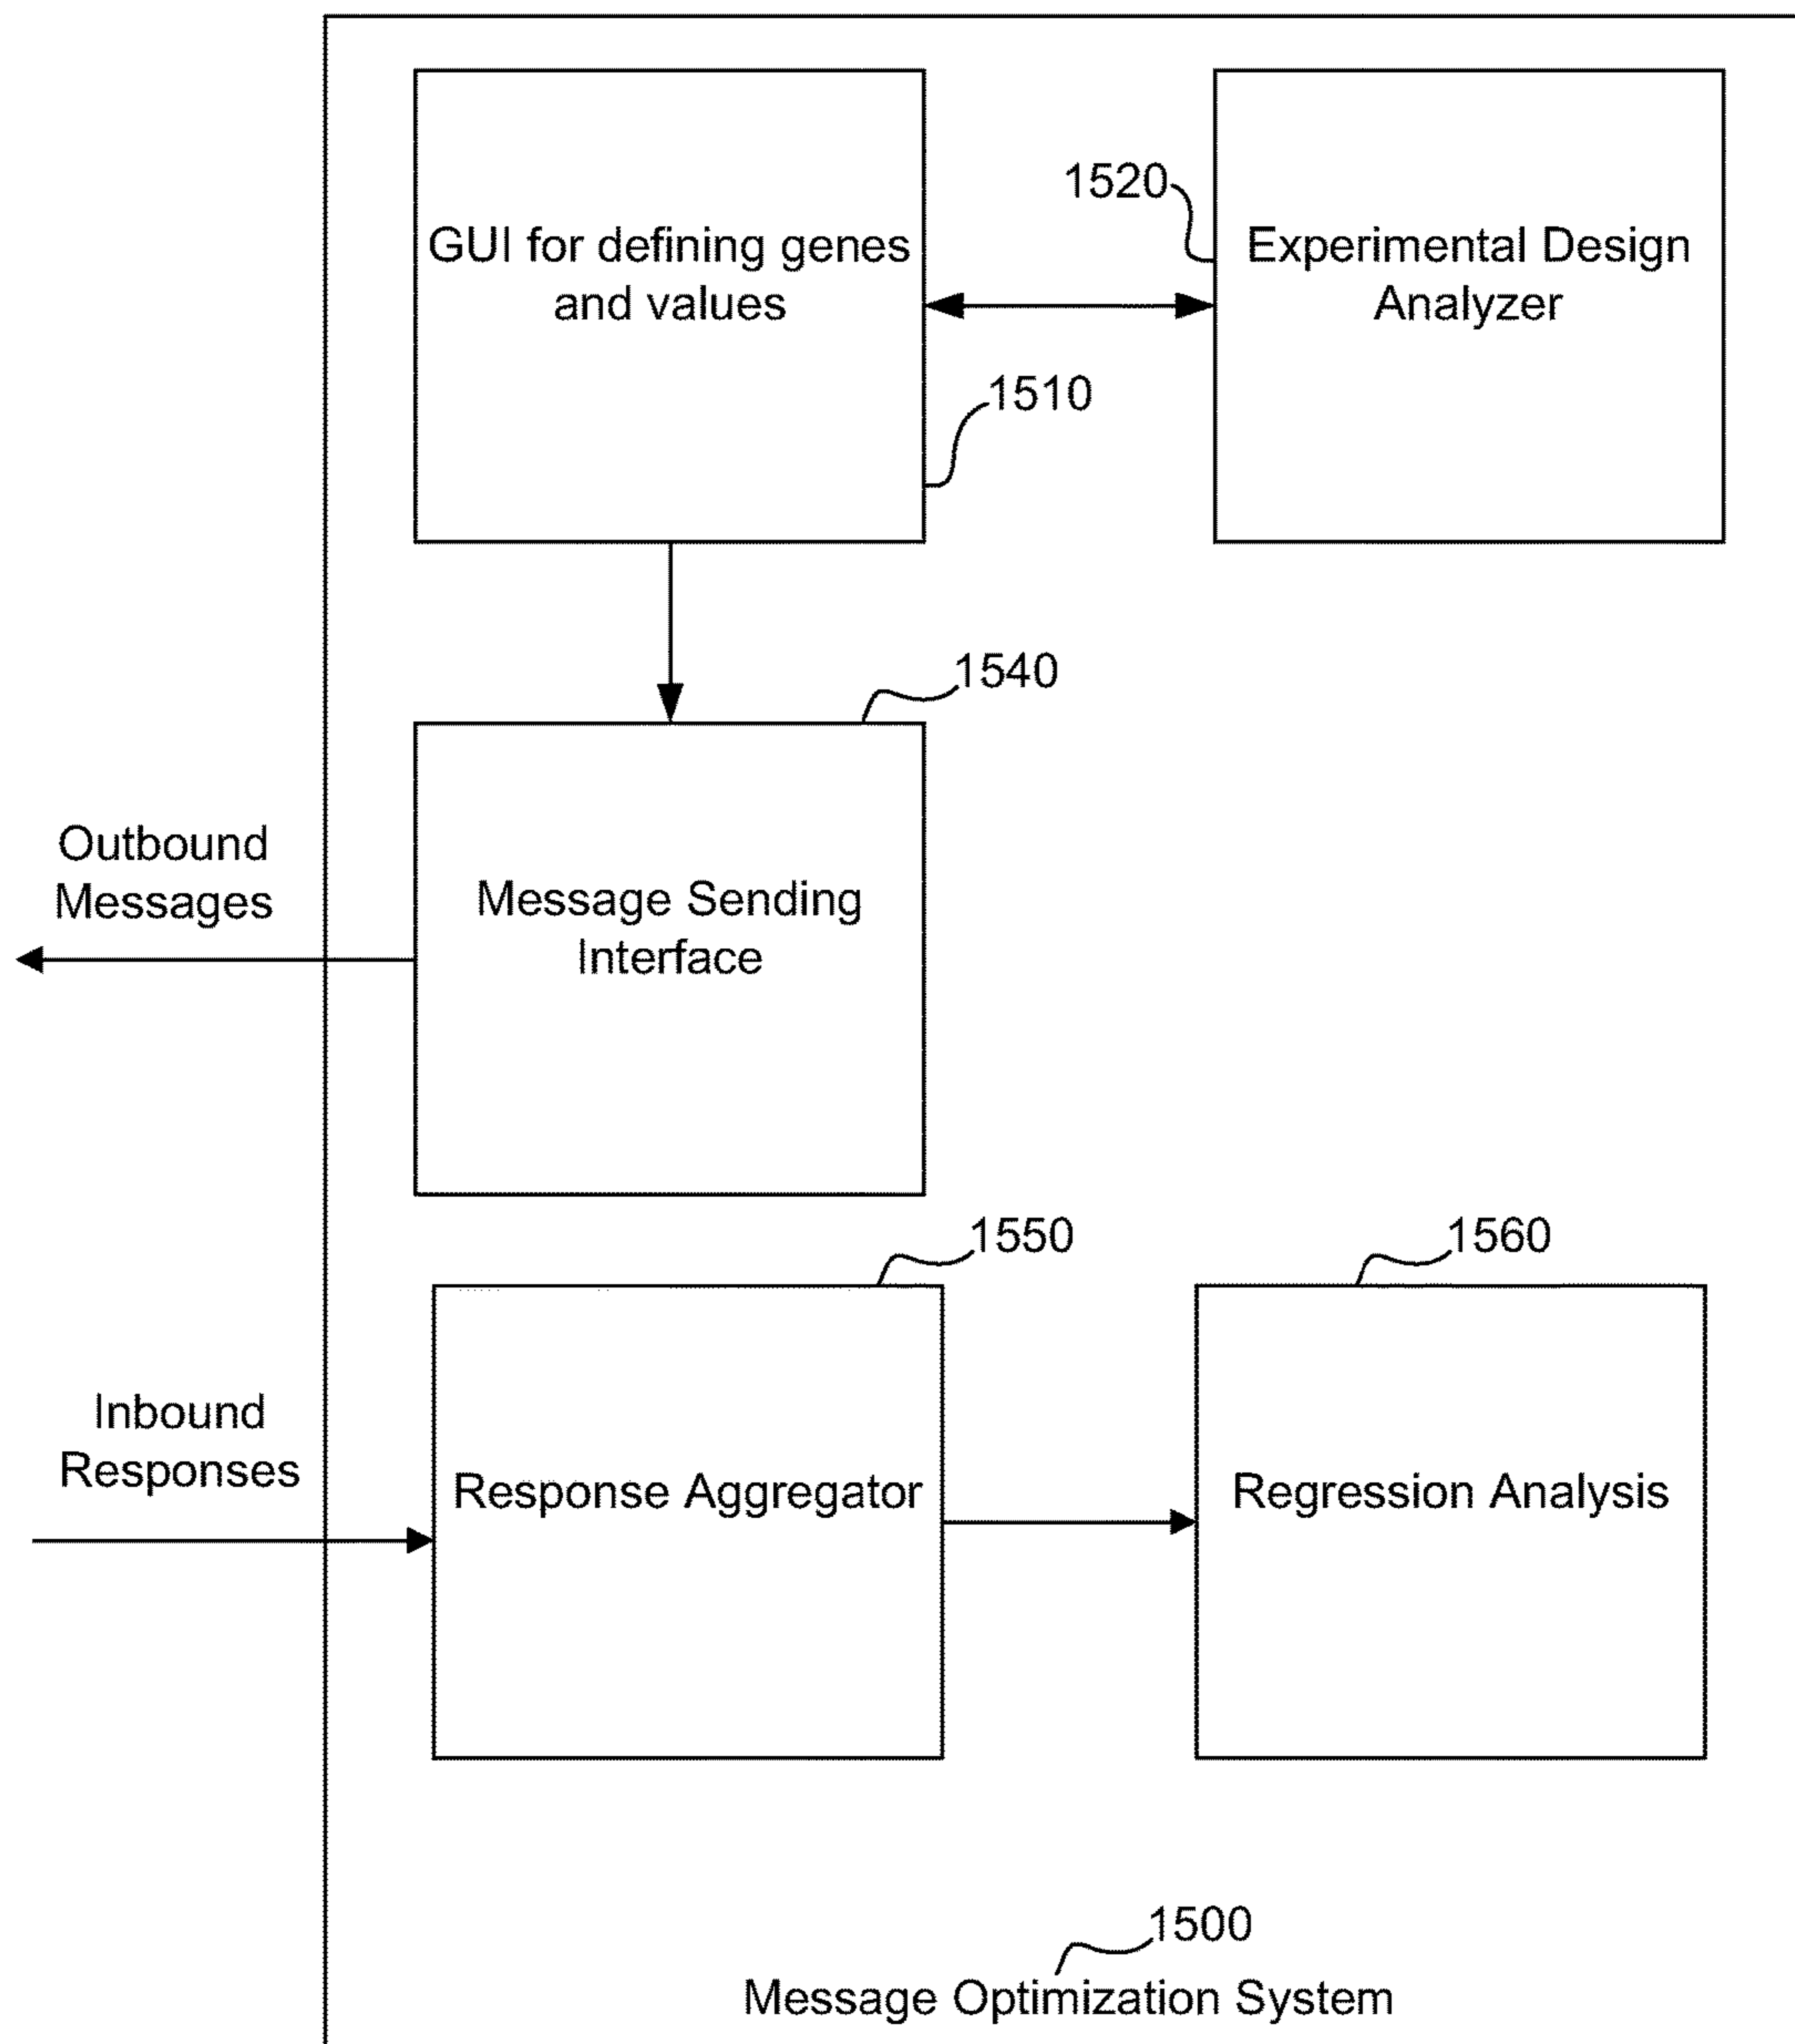 1520
GUI for defining genes
and values
Experimental Design
Analyzer
1510
1540
Outbound
Messages
Message Sending
Interface
1550
1560
Inbound
Responses
Response Aggregator
Regression Analysis
1500
Message Optimization System